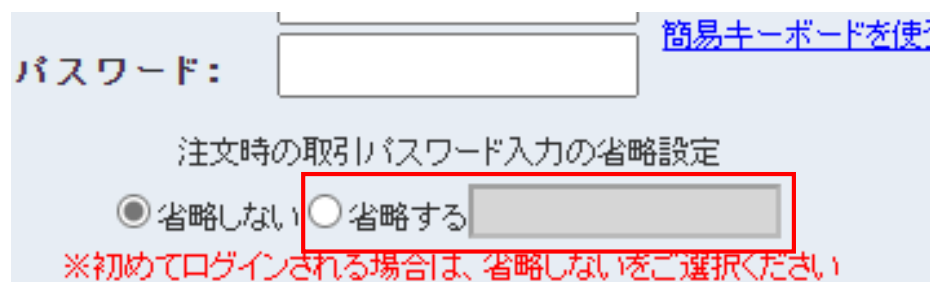 簡易キーボードを使
パスワード：
注文時の取引パスワード入力の省略設定
省略しない 省略する
※初めてログインされる場合は、省略しないをご選択ください